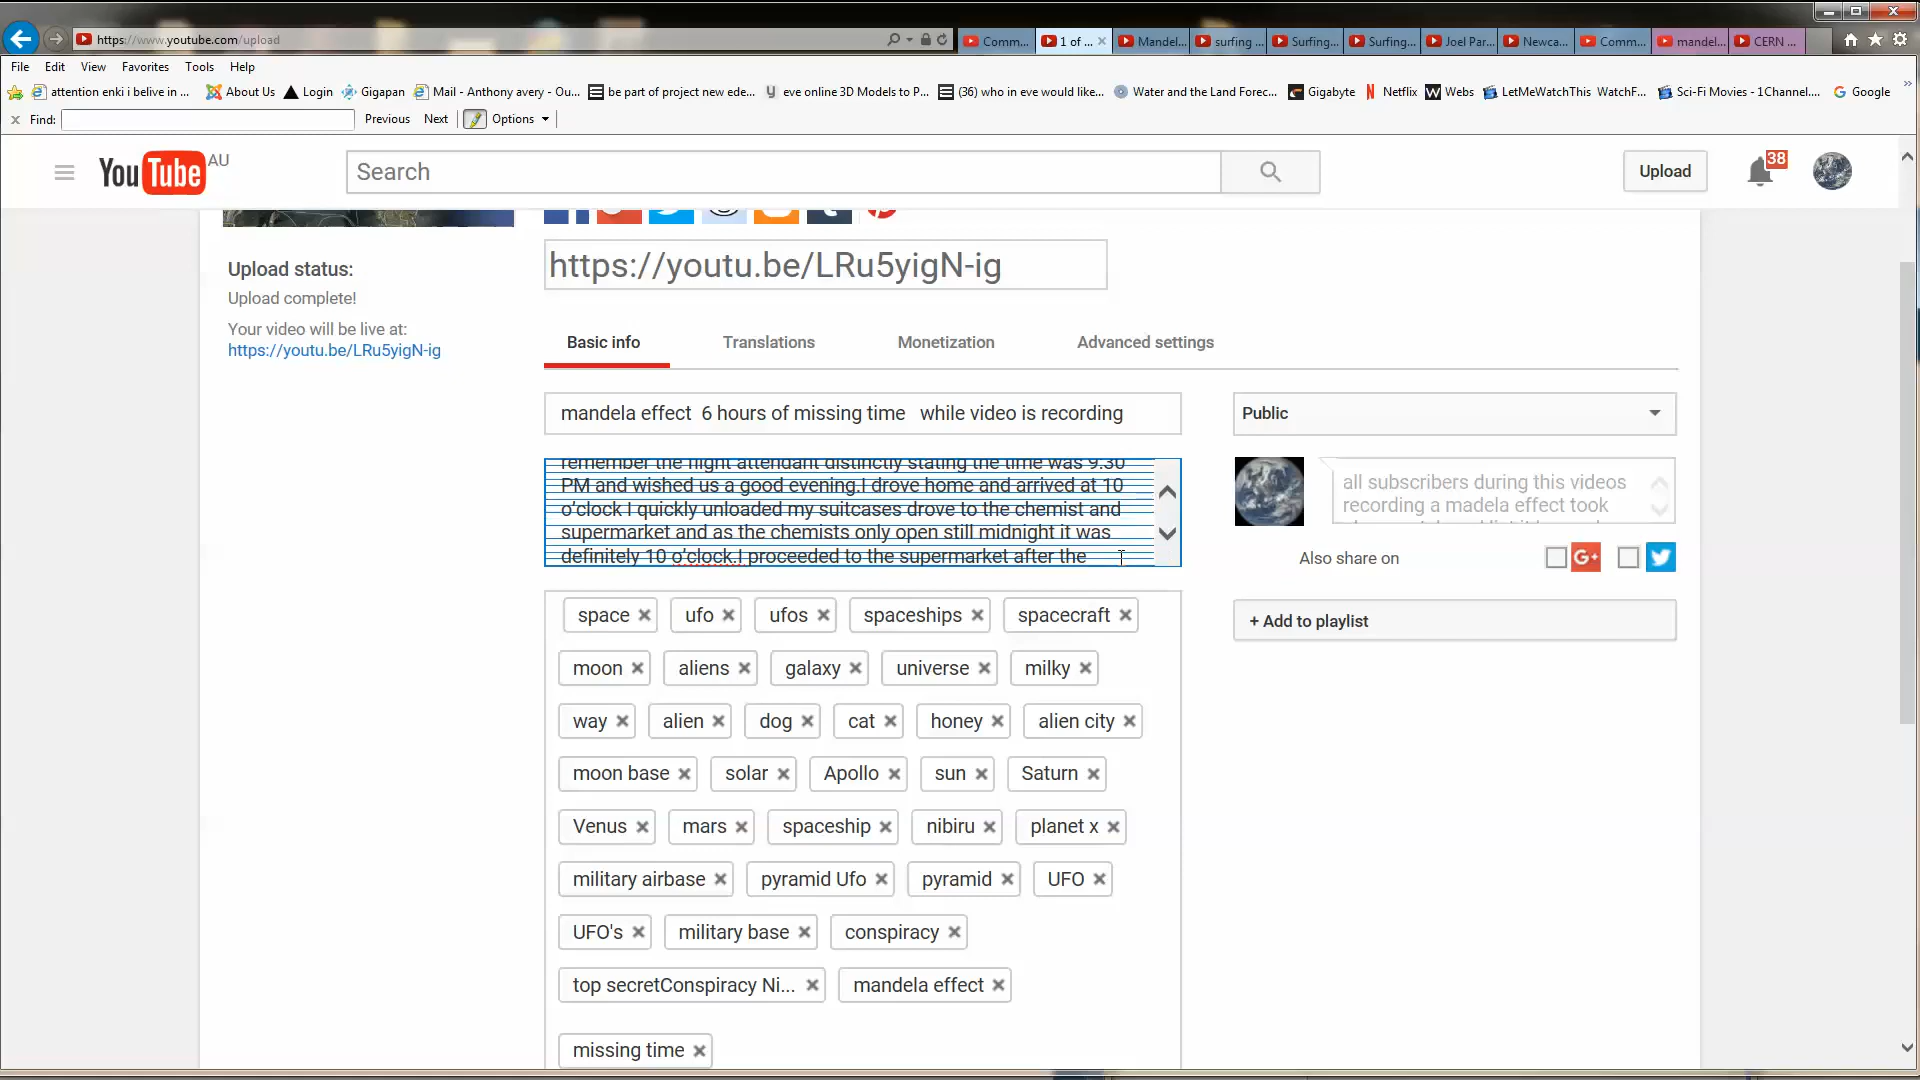 https://www.youtube.com/upload
Comm...
1 of ...
Mandel...
surfing ...
Surfing...
Surfing...
Joel Par...
Newca...
Comm...
mandel...
CERN ...
File Edit View Favorites Tools Help
attention enki i belive in ...
About Us
Login
Gigapan
Mail - Anthony avery - Ou...
be part of project new ede...
eve online 3D Models to P...
(36) who in eve would like...
Water and the Land Forec...
Gigabyte
Netflix
Webs
LetMeWatchThis WatchF...
Sci-Fi Movies - 1Channel....
Google
Find:
Previous Next Options
YouTube AU
Search
Upload
38
https://youtu.be/LRu5yigN-ig
Upload status:
Upload complete!
Your video will be live at:
https://youtu.be/LRu5yigN-ig
Basic info Translations Monetization Advanced settings
mandela effect 6 hours of missing time while video is recording
Public
remember the flight attendant distinctly stating the time was 9.30
PM and wished us a good evening.I drove home and arrived at 10
o'clock I quickly unloaded my suitcases drove to the chemist and
supermarket and as the chemists only open still midnight it was
definitely 10 o'clock.I proceeded to the supermarket after the
all subscribers during this videos
recording a madela effect took
Also share on
G+
+ Add to playlist
space ufo ufos spaceships spacecraft
moon aliens galaxy universe milky
way alien dog cat honey alien city
moon base solar Apollo sun Saturn
Venus mars spaceship nibiru planet x
military airbase pyramid Ufo pyramid UFO
UFO's military base conspiracy
top secretConspiracy Ni... mandela effect
missing time